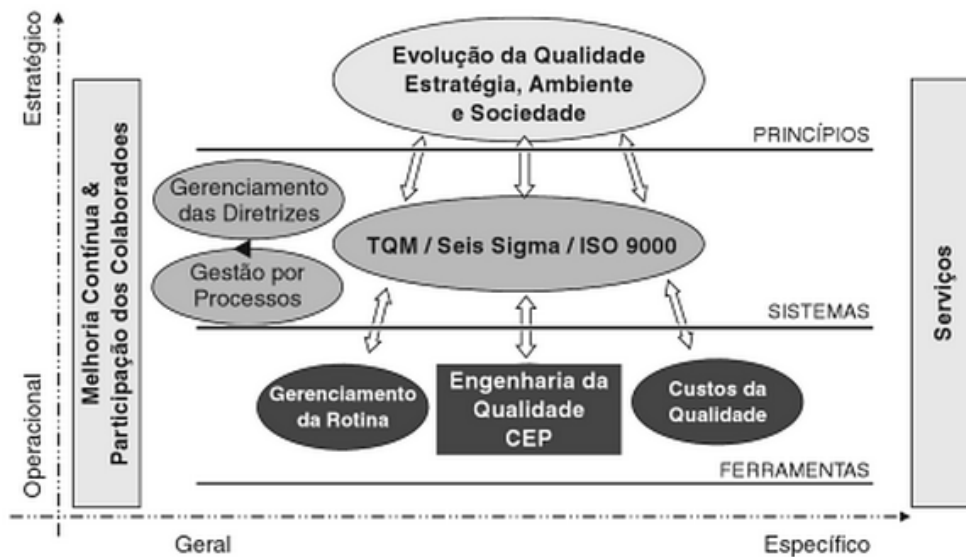 Estratégico
Operacional
Melhoria Contínua &
Participação dos Colaboradoes
Evolução da Qualidade
Estratégia, Ambiente
e Sociedade
PRINCÍPIOS
Gerenciamento
das Diretrizes
TQM / Seis Sigma / ISO 9000
Gestão por
Processos
SISTEMAS
Gerenciamento
da Rotina
Engenharia da
Qualidade
CEP
Custos da
Qualidade
FERRAMENTAS
Serviços
Geral
Específico